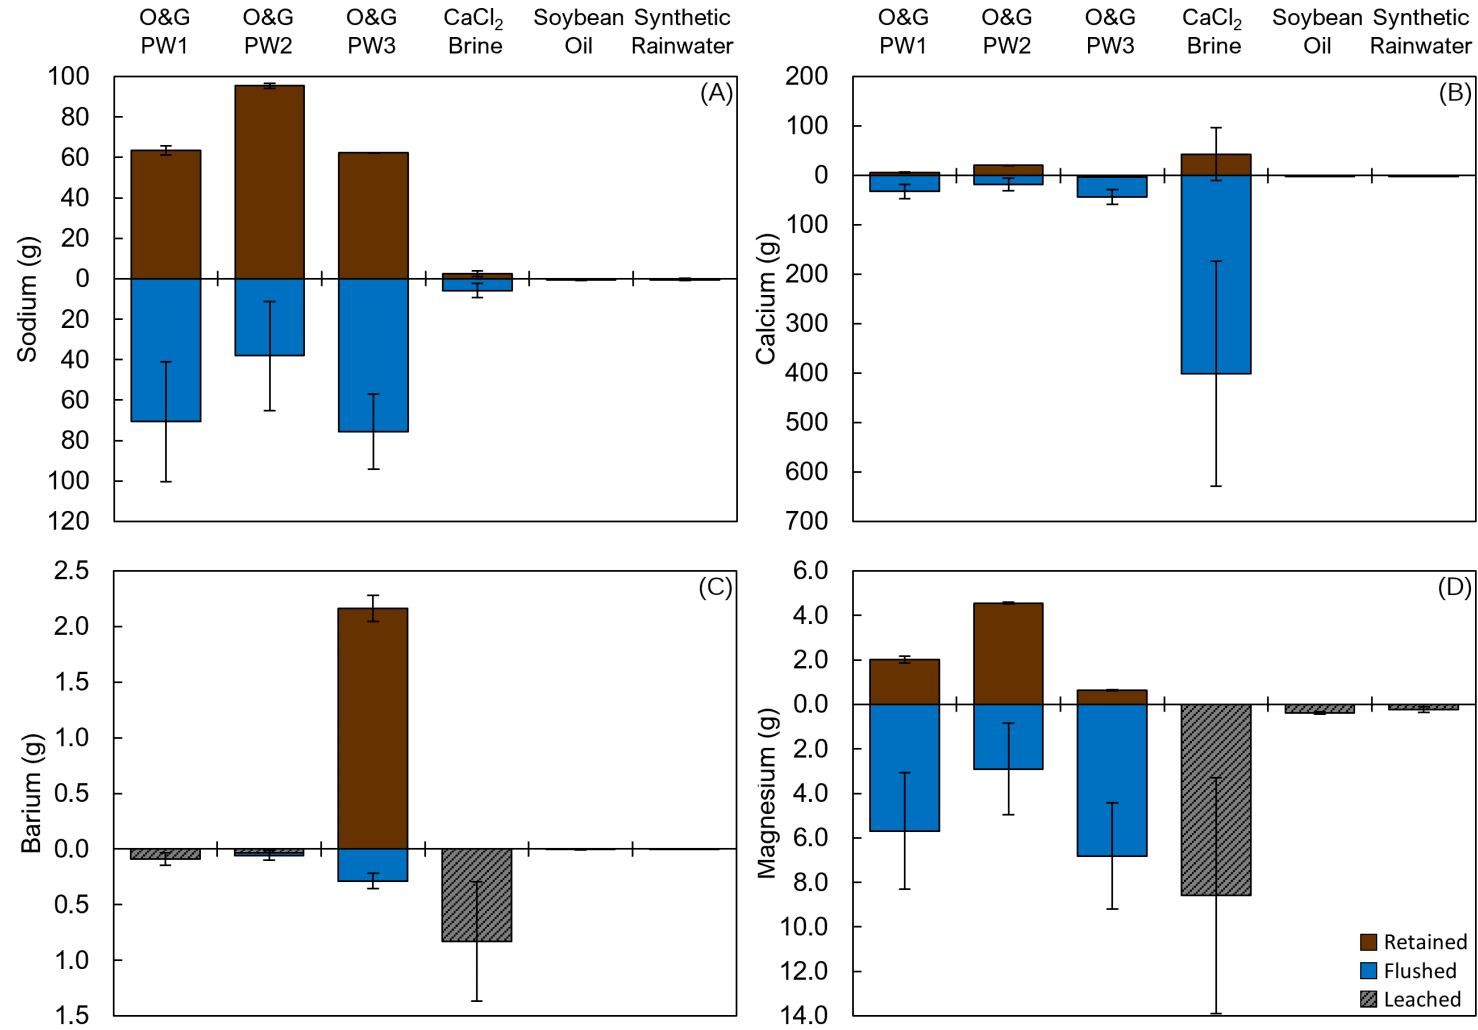 O&G PW1
O&G PW2
O&G PW3
CaCl₂ Brine
Soybean Oil
Synthetic Rainwater
O&G PW1
O&G PW2
O&G PW3
CaCl₂ Brine
Soybean Oil
Synthetic Rainwater
(A)
Sodium (g)
100
80
60
40
20
0
20
40
60
80
100
120
(B)
Calcium (g)
200
100
0
100
200
300
400
500
600
700
(C)
Barium (g)
2.5
2.0
1.5
1.0
0.5
0.0
0.5
1.0
1.5
(D)
Magnesium (g)
6.0
4.0
2.0
0.0
2.0
4.0
6.0
8.0
10.0
12.0
14.0
Retained
Flushed
Leached